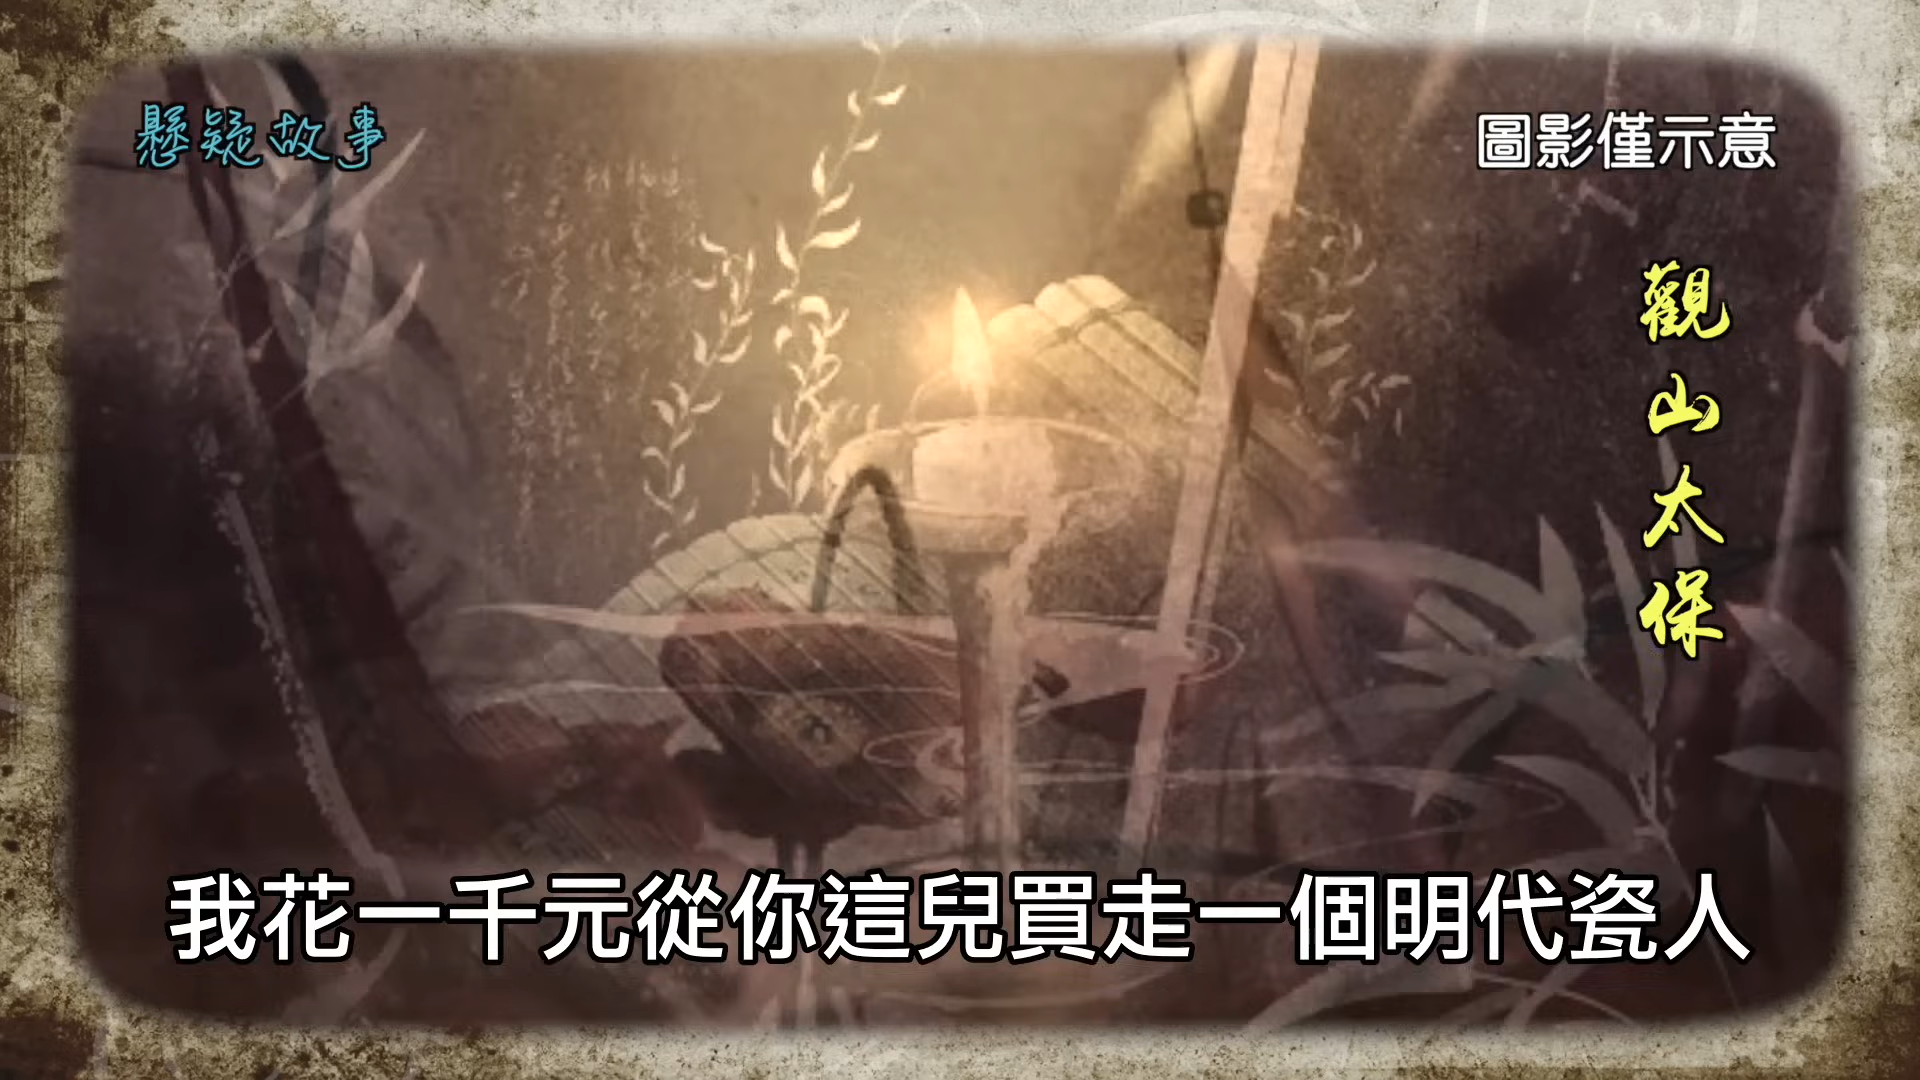 懸疑故事
圖影僅示意
觀山太保
我花一千元從你這兒買走一個明代瓷人